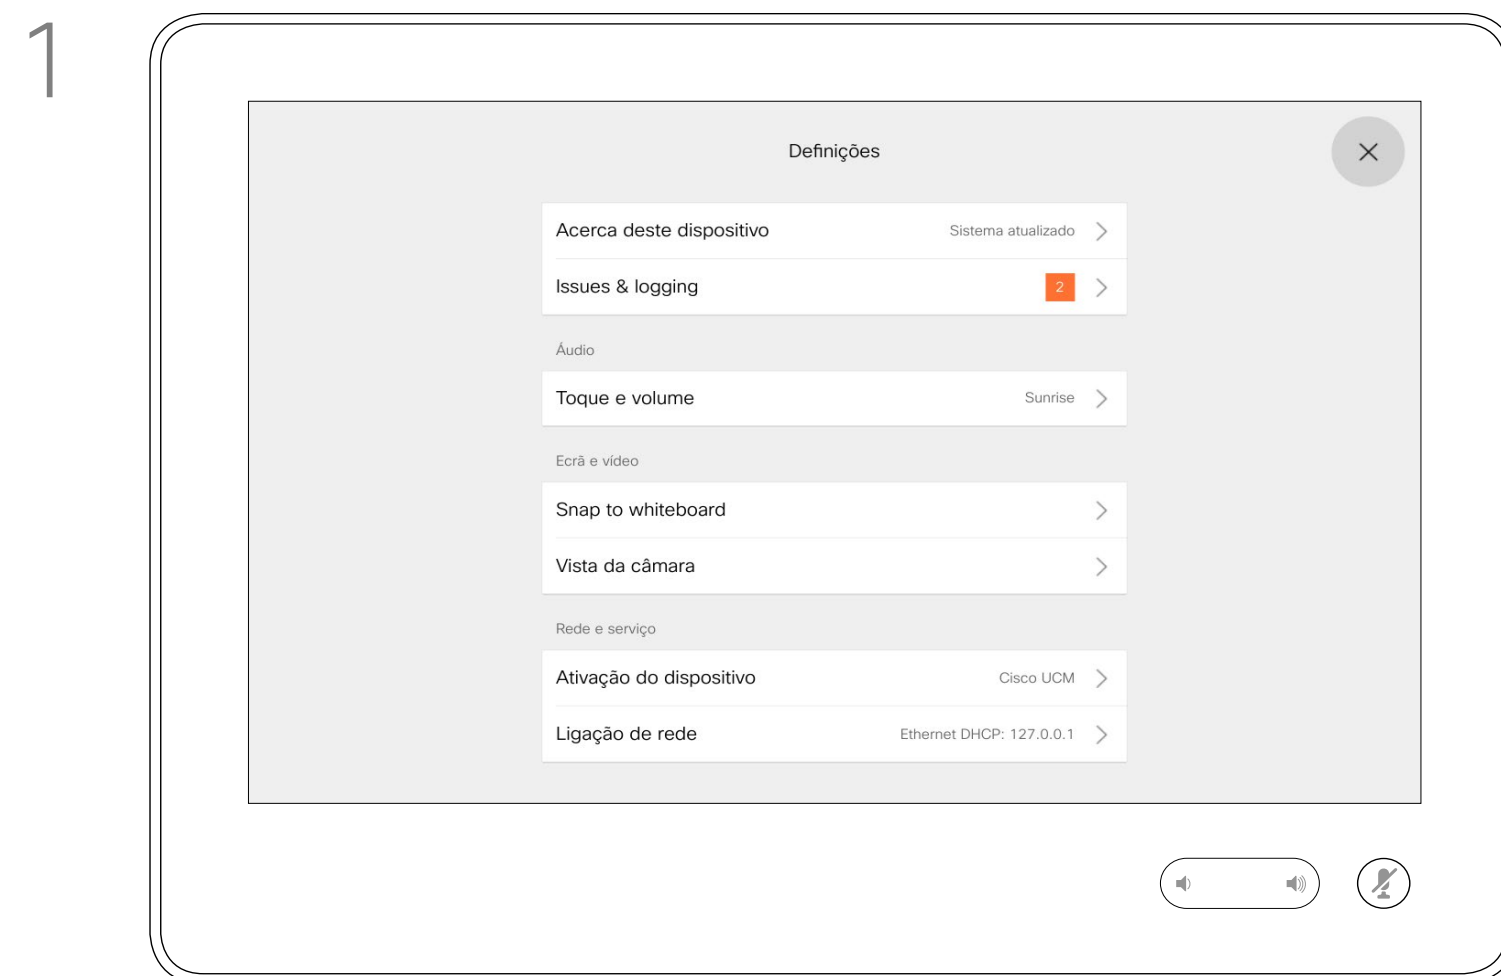 1
Definições
Acerca deste dispositivo Sistema atualizado
Issues & logging 2
Áudio
Toque e volume Sunrise
Ecrã e vídeo
Snap to whiteboard
Vista da câmara
Rede e serviço
Ativação do dispositivo Cisco UCM
Ligação de rede Ethernet DHCP: 127.0.0.1